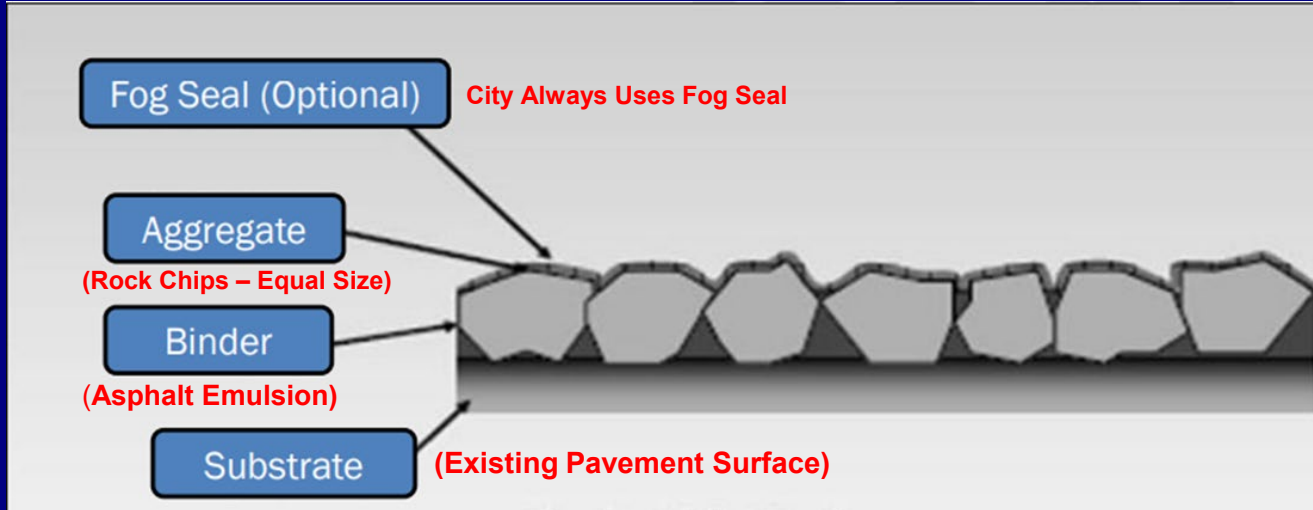 Fog Seal (Optional) City Always Uses Fog Seal
Aggregate
(Rock Chips – Equal Size)
Binder
(Asphalt Emulsion)
Substrate (Existing Pavement Surface)